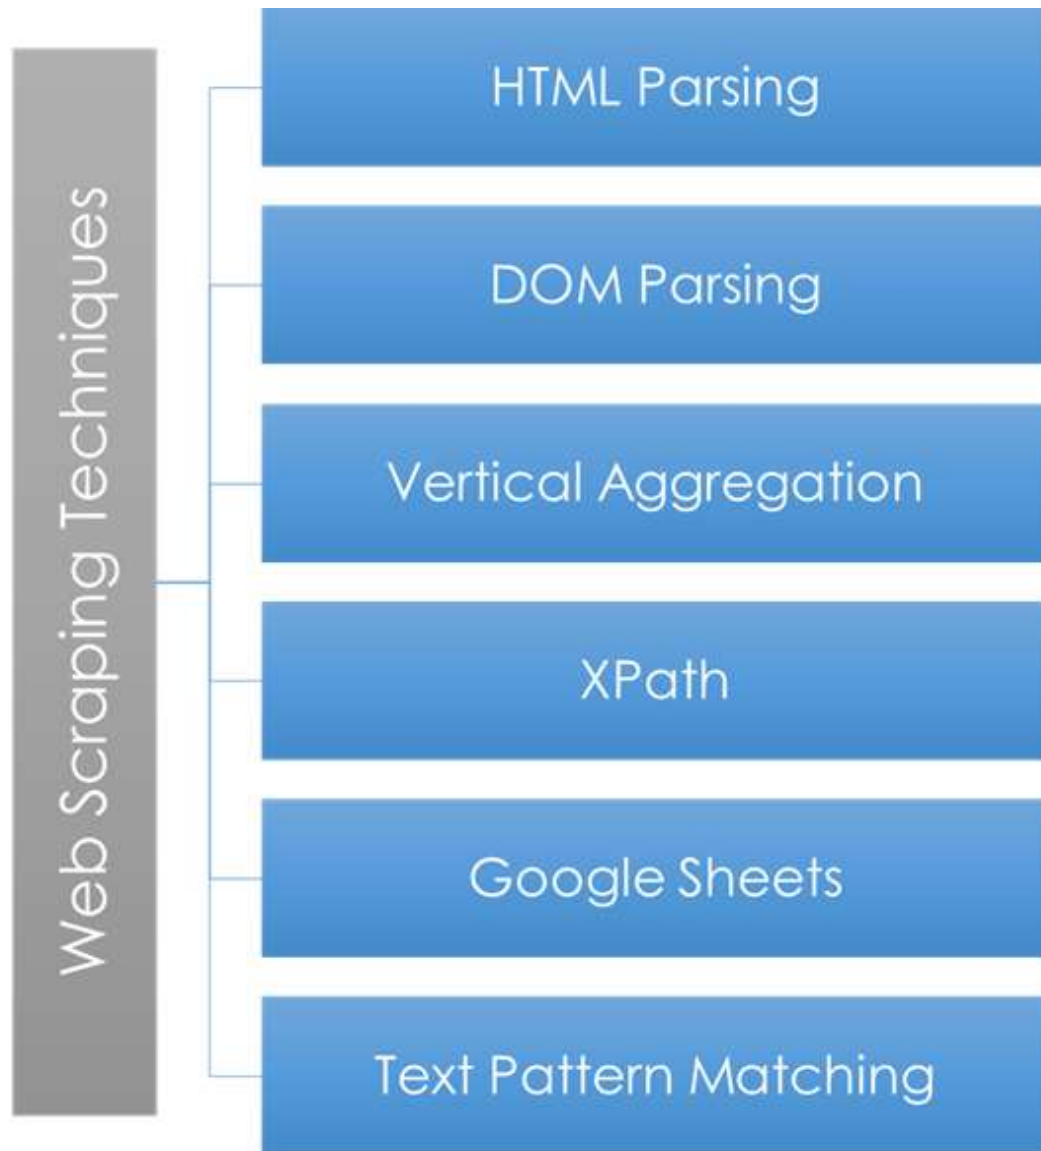 Web Scraping Techniques
HTML Parsing
DOM Parsing
Vertical Aggregation
XPath
Google Sheets
Text Pattern Matching